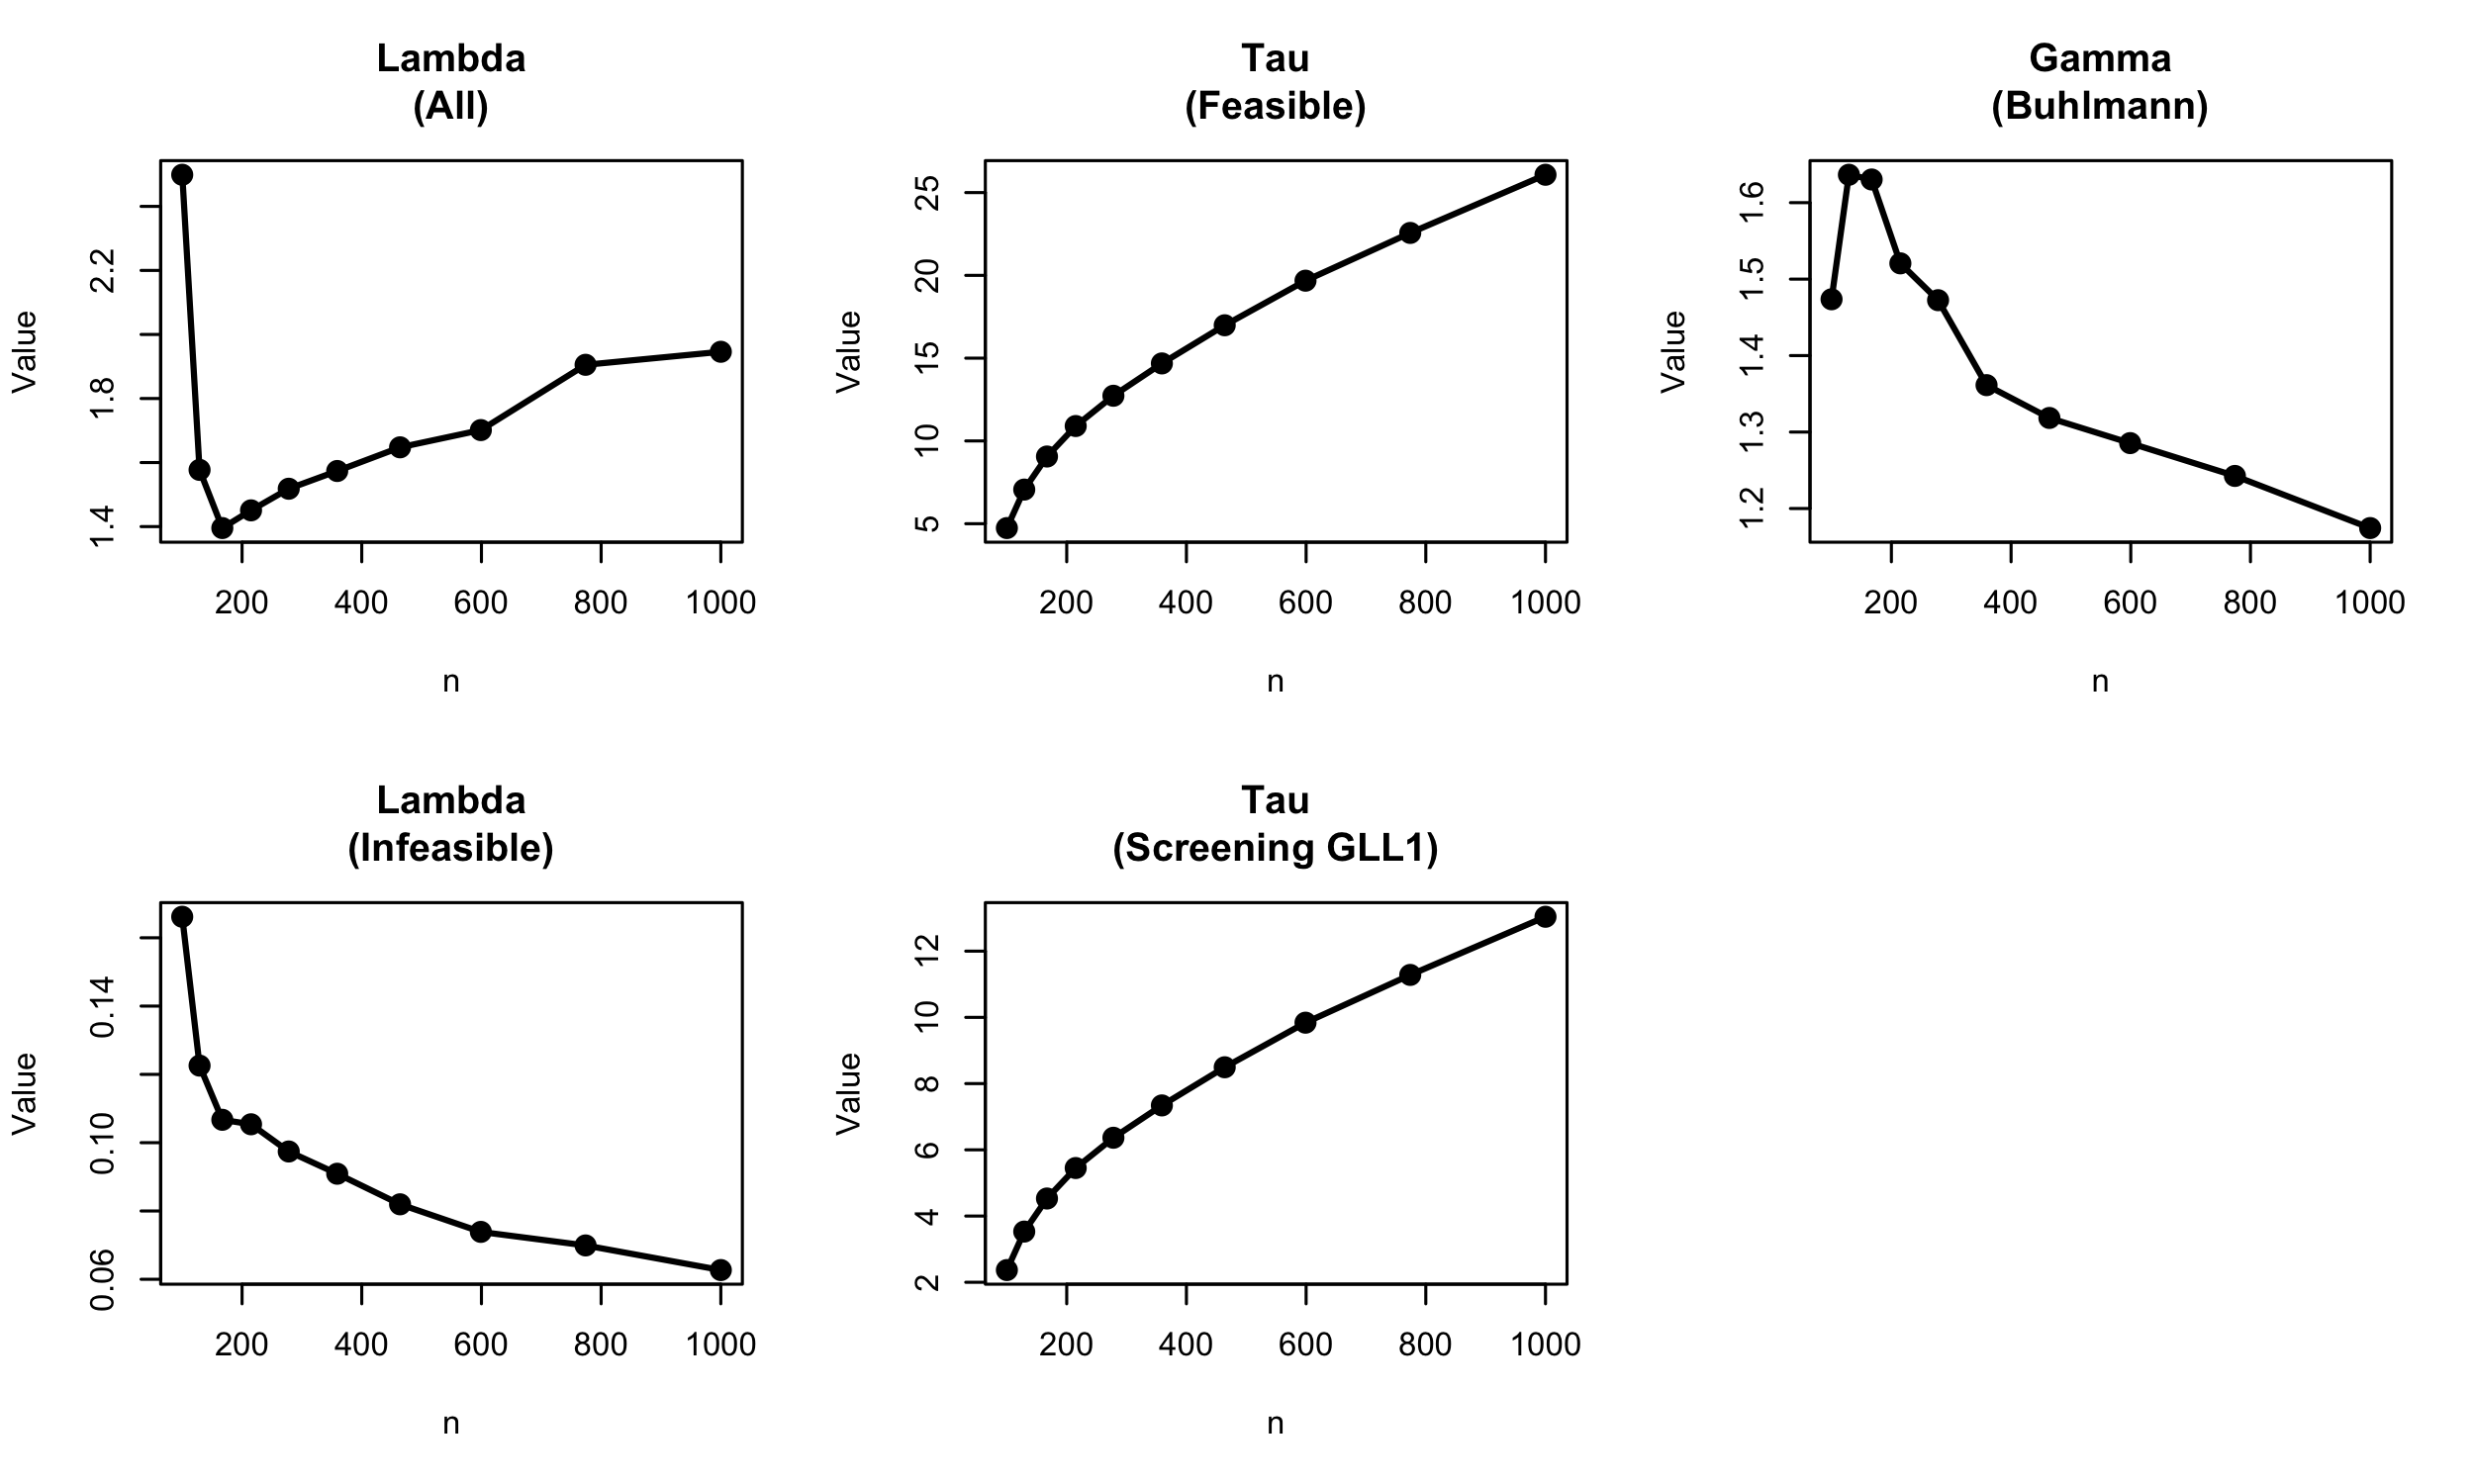 Lambda
(All)
Value
2.2
1.8
1.4
200 400 600 800 1000
n
Tau
(Feasible)
Value
25
20
15
10
5
200 400 600 800 1000
n
Gamma
(Buhlmann)
Value
1.6
1.5
1.4
1.3
1.2
200 400 600 800 1000
n
Lambda
(Infeasible)
Value
0.14
0.10
0.06
200 400 600 800 1000
n
Tau
(Screening GLL1)
Value
12
10
8
6
4
2
200 400 600 800 1000
n